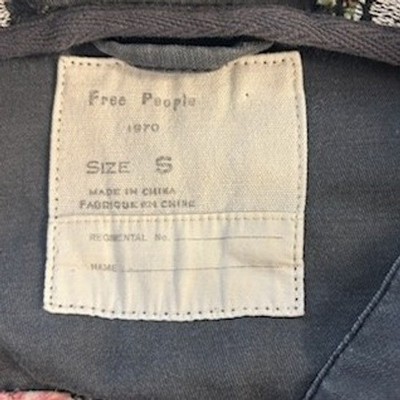 Free People
1970
SIZE S
MADE IN CHINA
FABRIQUE EN CHINE
REGIMENTAL No.
NAME